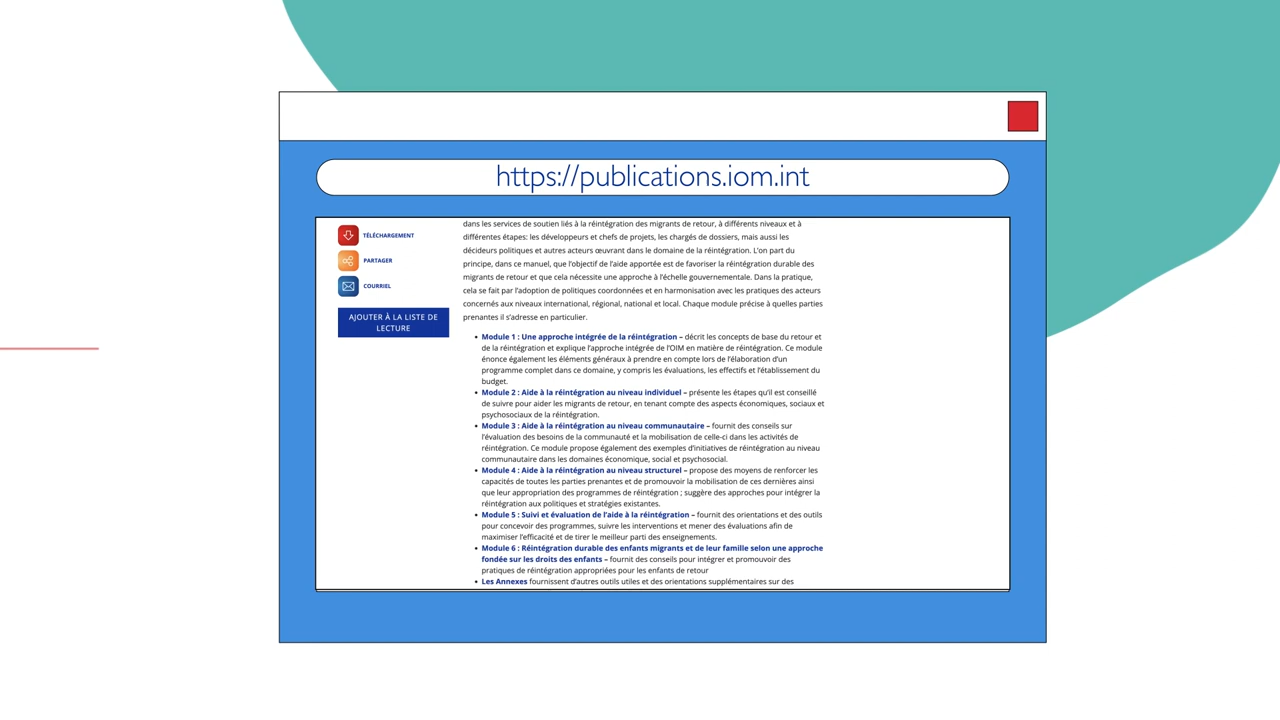 https://publications.iom.int
TÉLÉCHARGEMENT
PARTAGER
COURRIEL
AJOUTER À LA LISTE DE
LECTURE
dans les services de soutien liés à la réintégration des migrants de retour, à différents niveaux et à
différentes étapes: les développeurs et chefs de projets, les chargés de dossiers, mais aussi les
décideurs politiques et autres acteurs œuvrant dans le domaine de la réintégration. L'on part du
principe, dans ce manuel, que l'objectif de l'aide apportée est de favoriser la réintégration durable des
migrants de retour et que cela nécessite une approche à l'échelle gouvernementale. Dans la pratique,
cela se fait par l'adoption de politiques coordonnées et en harmonisation avec les pratiques des acteurs
concernés aux niveaux international, régional, national et local. Chaque module précise à quelles parties
prenantes il s'adresse en particulier.
• Module 1 : Une approche intégrée de la réintégration – décrit les concepts de base du retour et
de la réintégration et explique l'approche intégrée de l'OIM en matière de réintégration. Ce module
énonce également les éléments généraux à prendre en compte lors de l'élaboration d'un
programme complet dans ce domaine, y compris les évaluations, les effectifs et l'établissement du
budget.
• Module 2 : Aide à la réintégration au niveau individuel – présente les étapes qu'il est conseillé
de suivre pour aider les migrants de retour, en tenant compte des aspects économiques, sociaux et
psychosociaux de la réintégration.
• Module 3 : Aide à la réintégration au niveau communautaire – fournit des conseils sur
l'évaluation des besoins de la communauté et la mobilisation de celle-ci dans les activités de
réintégration. Ce module propose également des exemples d'initiatives de réintégration au niveau
communautaire dans les domaines économique, social et psychosocial.
• Module 4 : Aide à la réintégration au niveau structurel – propose des moyens de renforcer les
capacités de toutes les parties prenantes et de promouvoir la mobilisation de ces dernières ainsi
que leur appropriation des programmes de réintégration ; suggère des approches pour intégrer la
réintégration aux politiques et stratégies existantes.
• Module 5 : Suivi et évaluation de l'aide à la réintégration – fournit des orientations et des outils
pour concevoir des programmes, suivre les interventions et mener des évaluations afin de
maximiser l'efficacité et de tirer le meilleur parti des enseignements.
• Module 6 : Réintégration durable des enfants migrants et de leur famille selon une approche
fondée sur les droits des enfants – fournit des conseils pour intégrer et promouvoir des
pratiques de réintégration appropriées pour les enfants de retour
• Les Annexes fournissent d'autres outils utiles et des orientations supplémentaires sur des